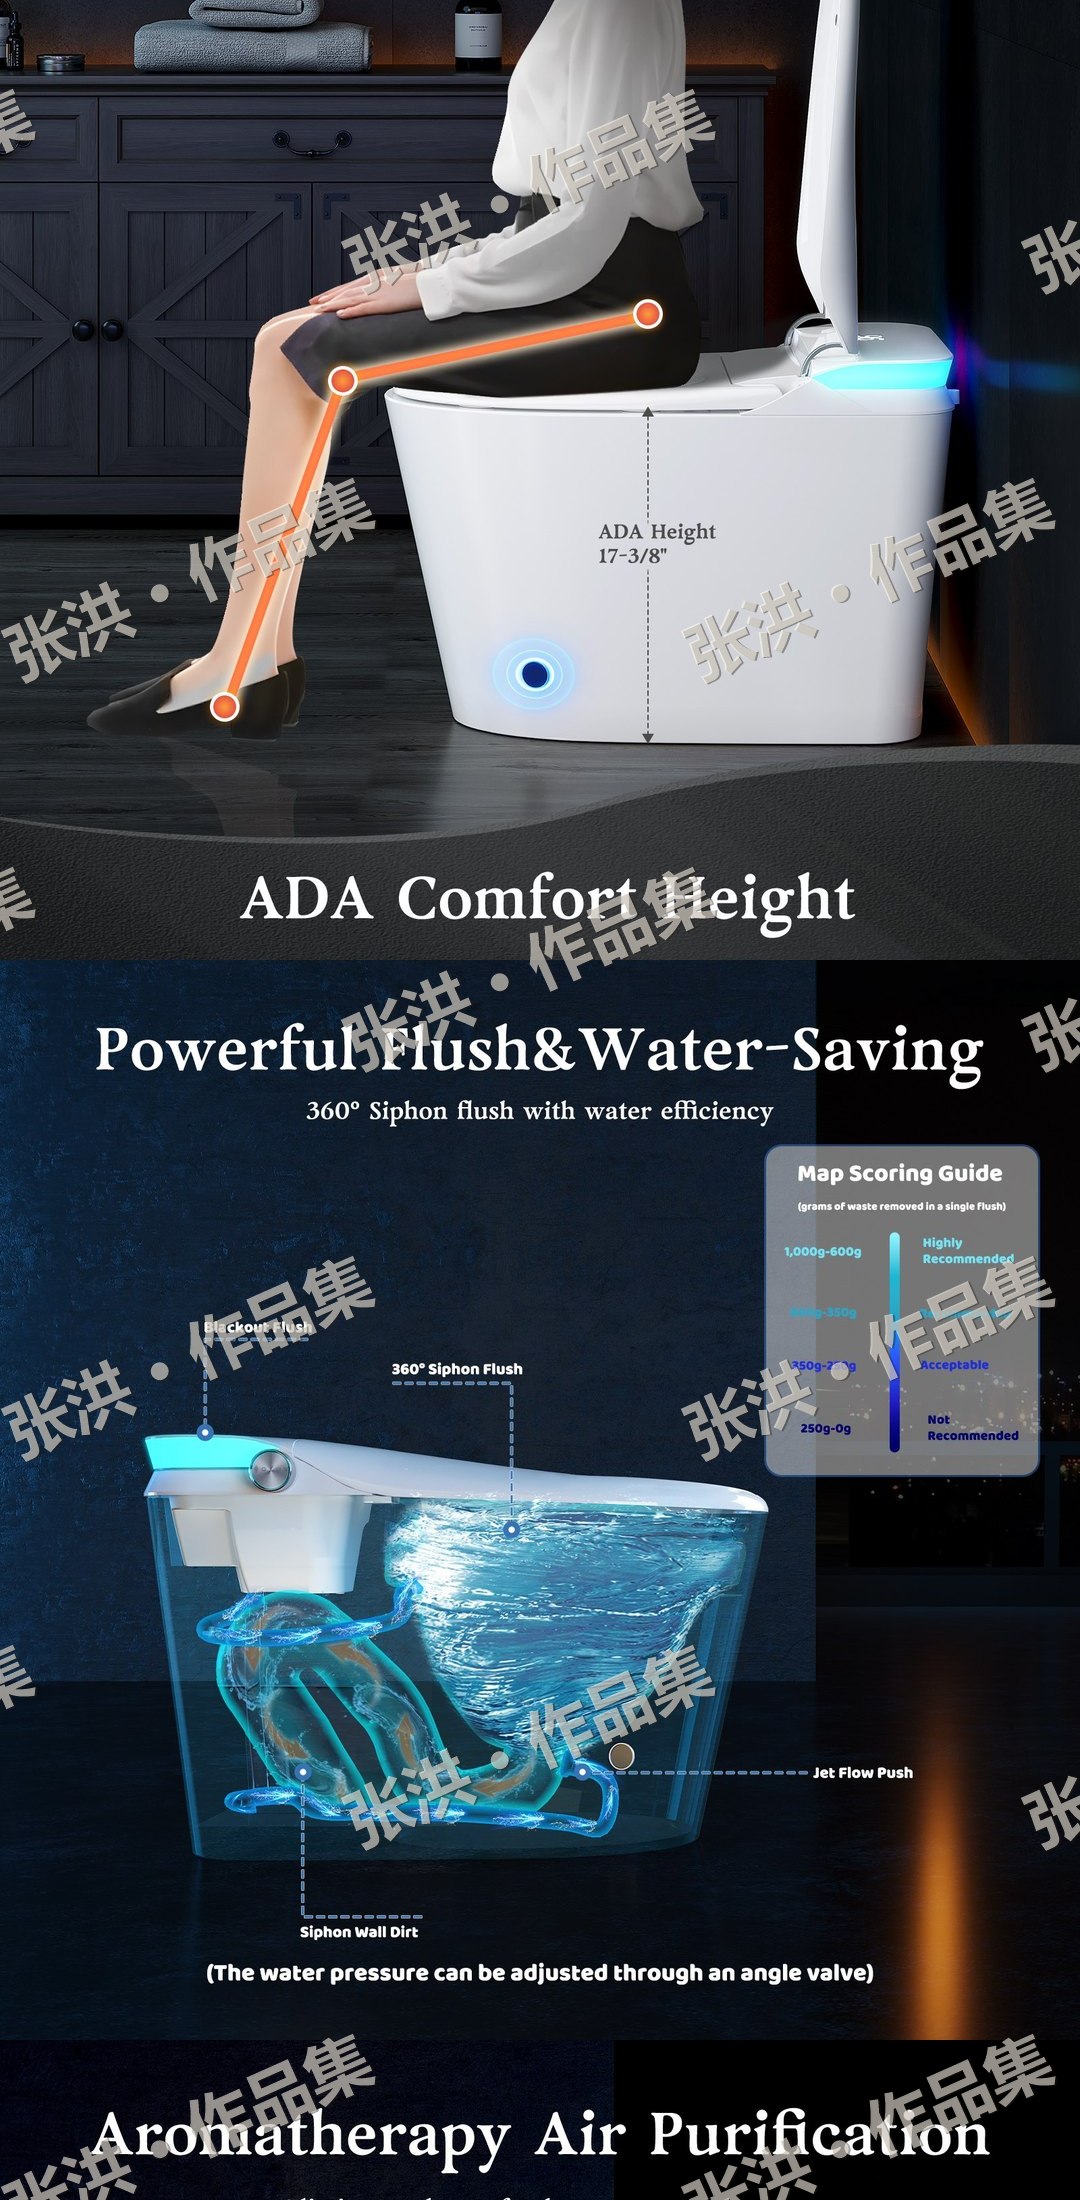 张洪·作品集
ADA Height
17-3/8"
ADA Comfort Height
Powerful Flush&Water-Saving
360° Siphon flush with water efficiency
Map Scoring Guide
(grams of waste removed in a single flush)
1,000g-600g
Highly
Recommended
Acceptable
250g-0g
Not
Recommended
Blackout Flush
360° Siphon Flush
Jet Flow Push
Siphon Wall Dirt
(The water pressure can be adjusted through an angle valve)
Aromatherapy Air Purification